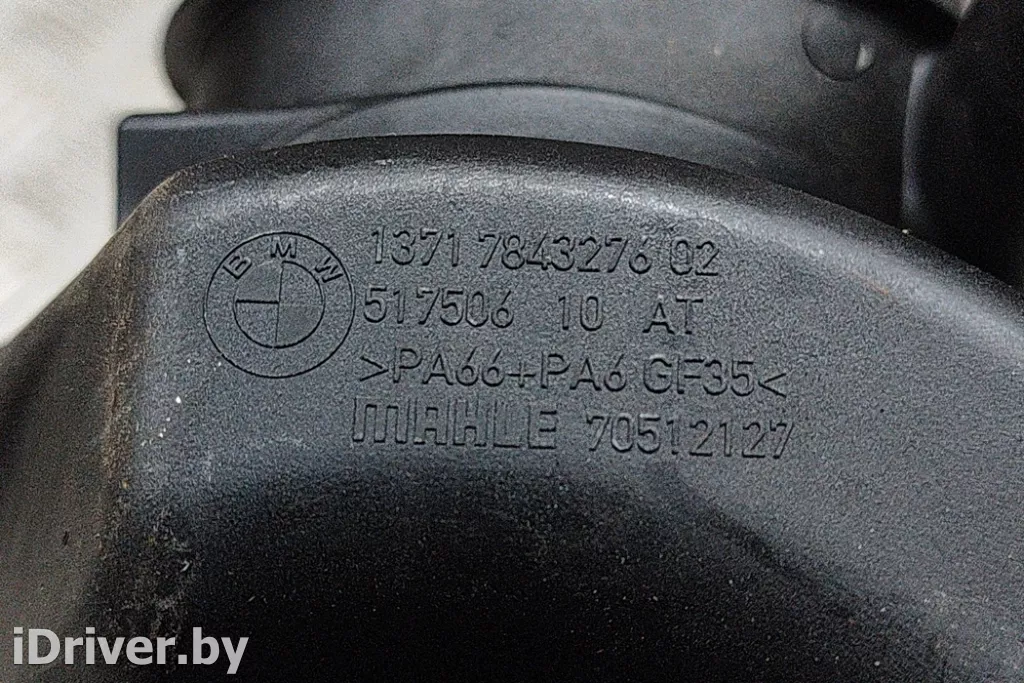 BMW
1371 7843276 02
517506 10 AT
>PA66+PA6 GF35<
MAHLE 70512127
iDriver.by